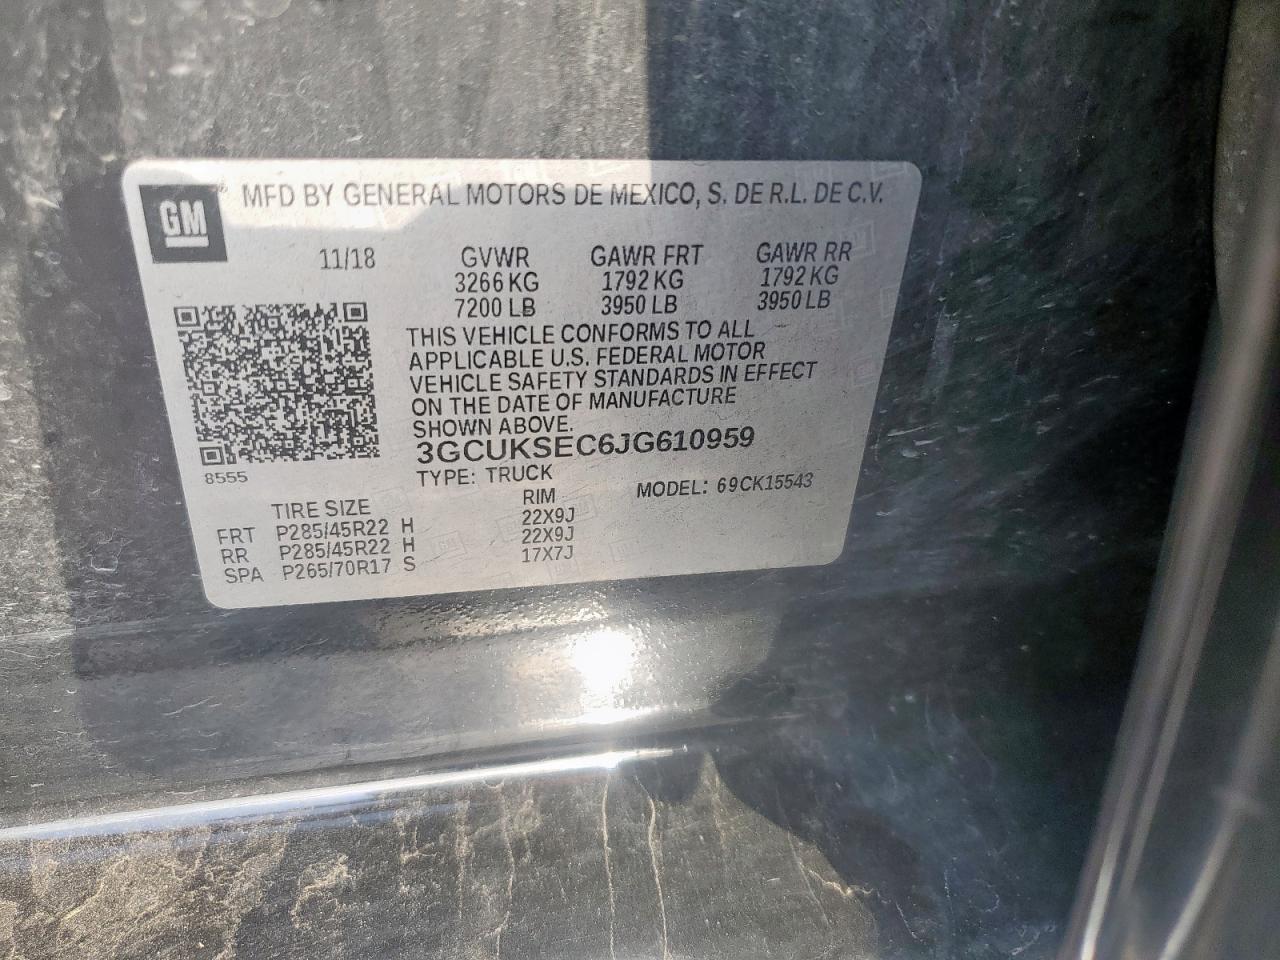 GM
MFD BY GENERAL MOTORS DE MEXICO, S. DE R.L. DE C.V.
11/18 GVWR GAWR FRT GAWR RR
3266 KG 1792 KG 1792 KG
7200 LB 3950 LB 3950 LB
THIS VEHICLE CONFORMS TO ALL
APPLICABLE U.S. FEDERAL MOTOR
VEHICLE SAFETY STANDARDS IN EFFECT
ON THE DATE OF MANUFACTURE
SHOWN ABOVE.
3GCUKSEC6JG610959
8555 TYPE: TRUCK MODEL: 69CK15543
TIRE SIZE RIM
FRT P285/45R22 H 22X9J
RR P285/45R22 H 22X9J
SPA P265/70R17 S 17X7J